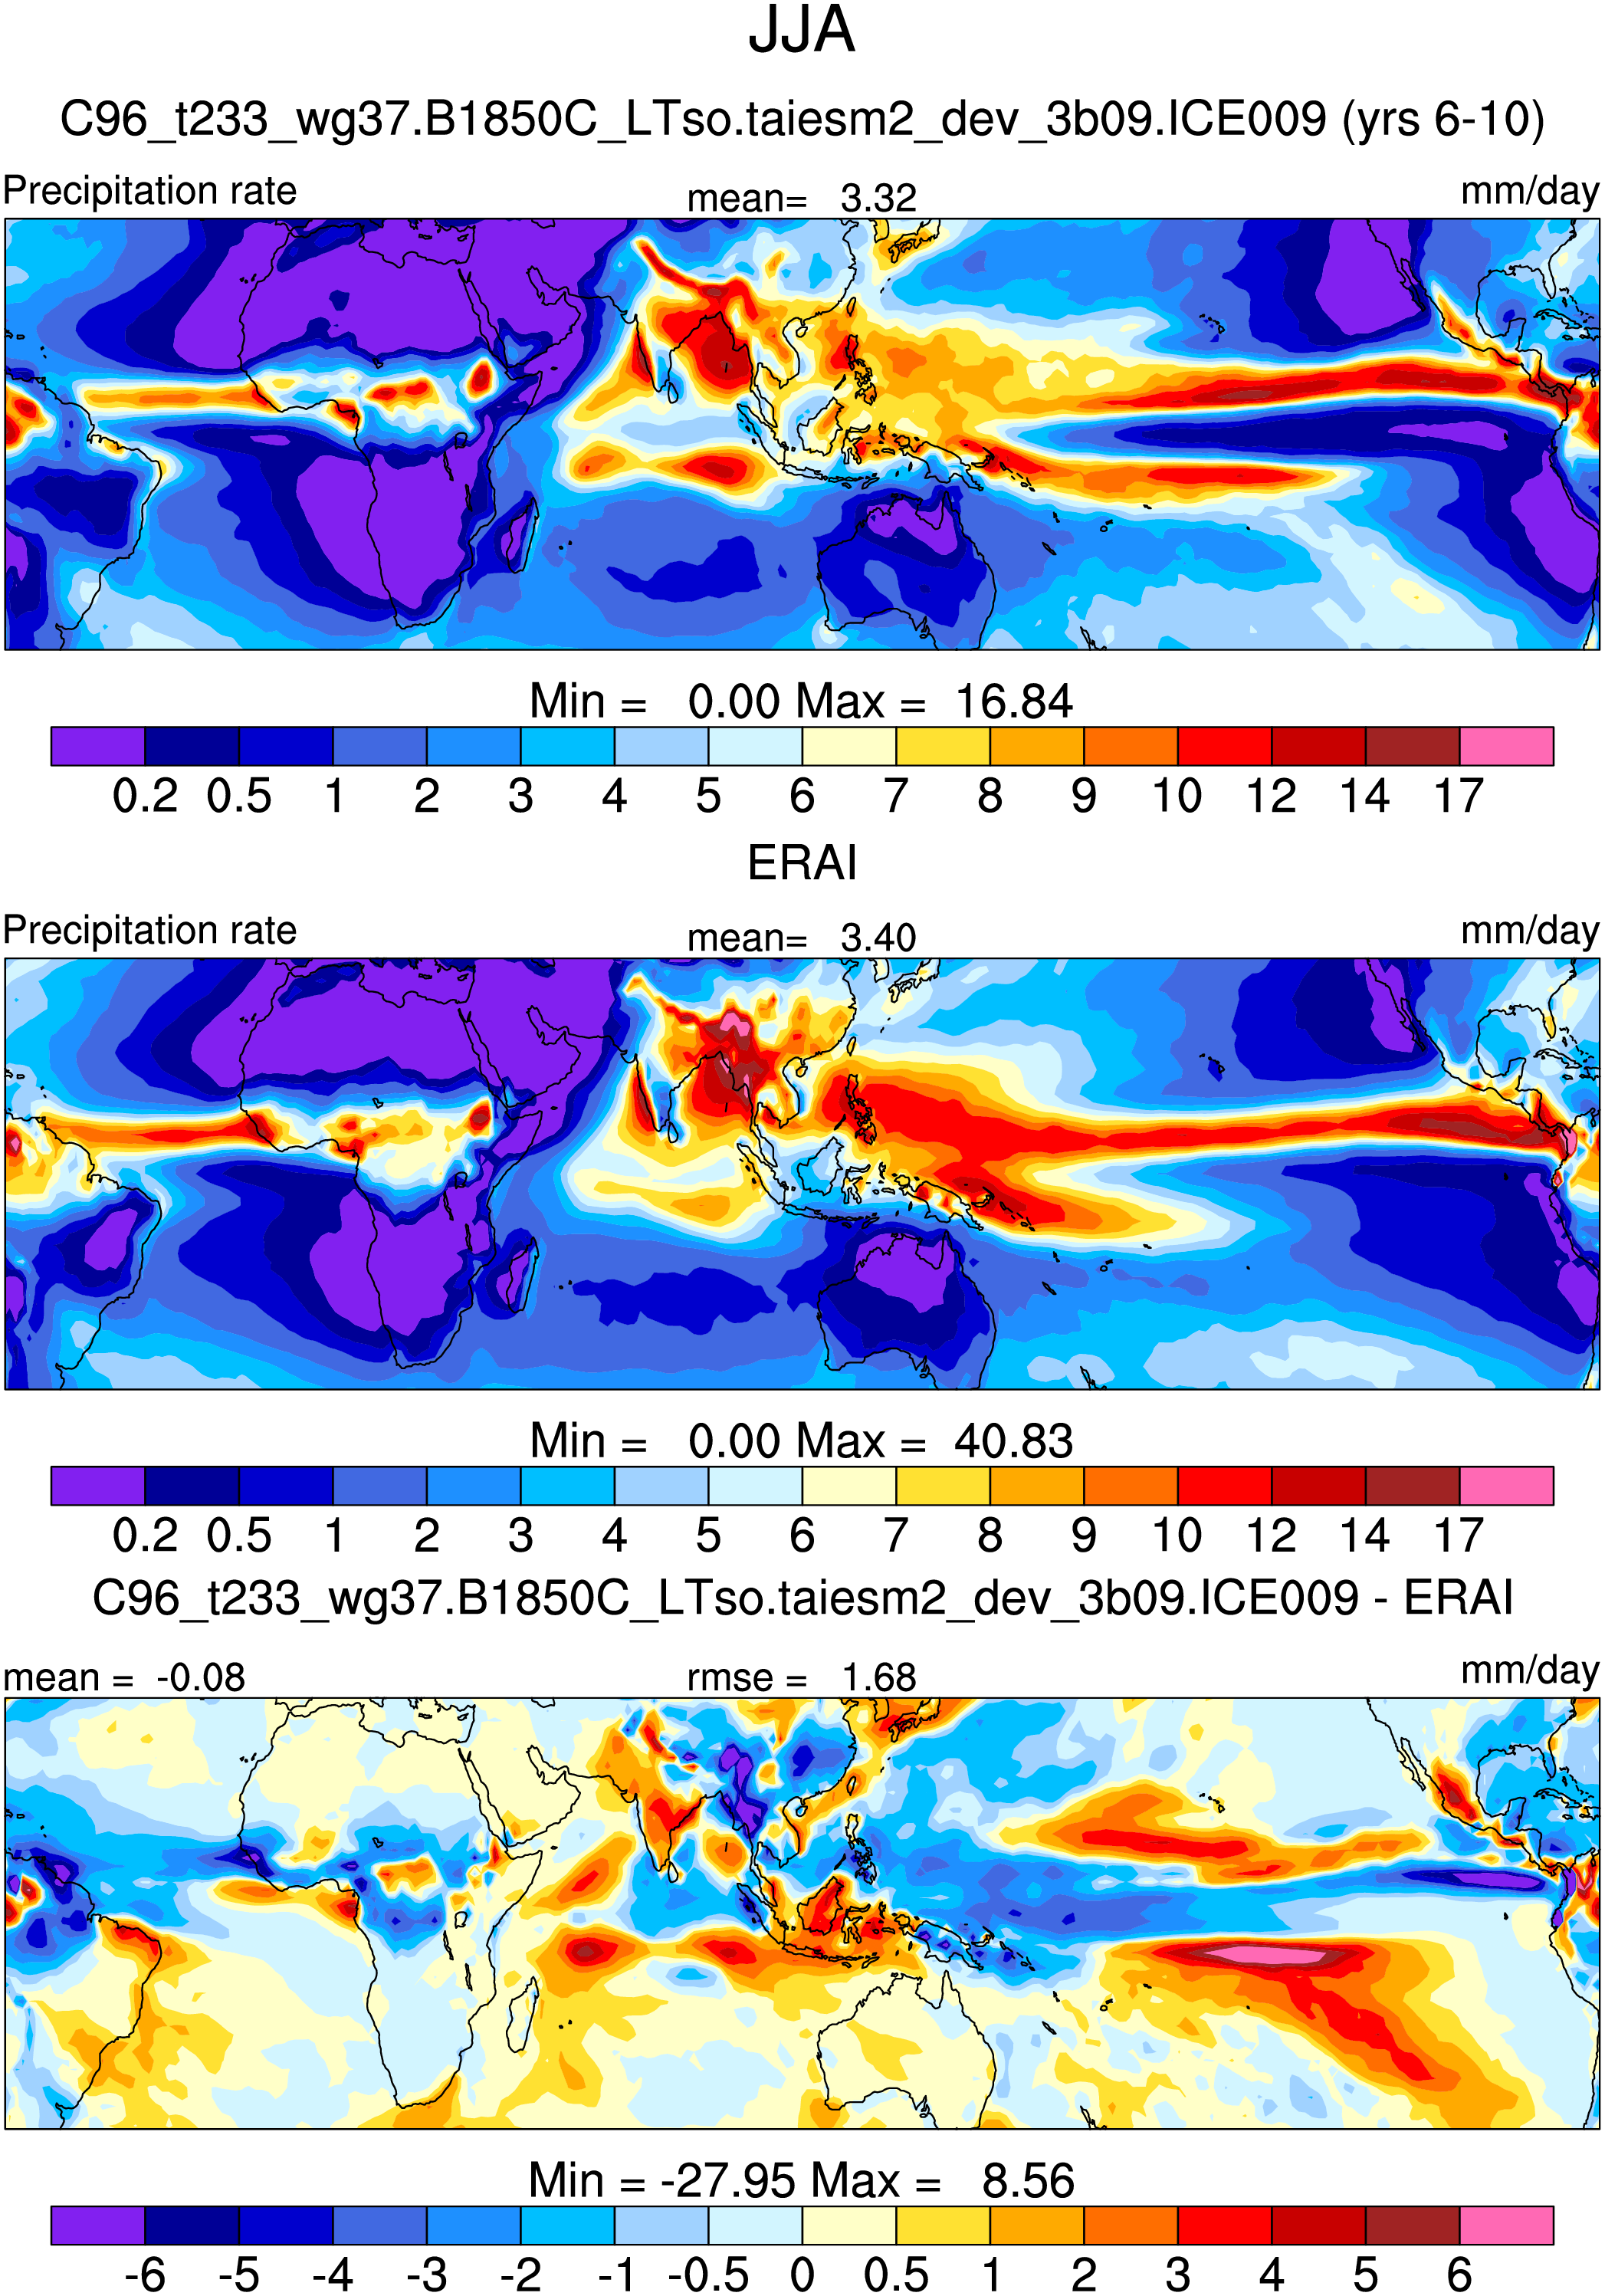 JJA
C96_t233_wg37.B1850C_LTso.taiesm2_dev_3b09.ICE009 (yrs 6-10)
Precipitation rate mean= 3.32 mm/day
Min = 0.00 Max = 16.84
0.2 0.5 1 2 3 4 5 6 7 8 9 10 12 14 17
ERAI
Precipitation rate mean= 3.40 mm/day
Min = 0.00 Max = 40.83
0.2 0.5 1 2 3 4 5 6 7 8 9 10 12 14 17
C96_t233_wg37.B1850C_LTso.taiesm2_dev_3b09.ICE009 - ERAI
mean = -0.08 rmse = 1.68 mm/day
Min = -27.95 Max = 8.56
-6 -5 -4 -3 -2 -1 -0.5 0 0.5 1 2 3 4 5 6